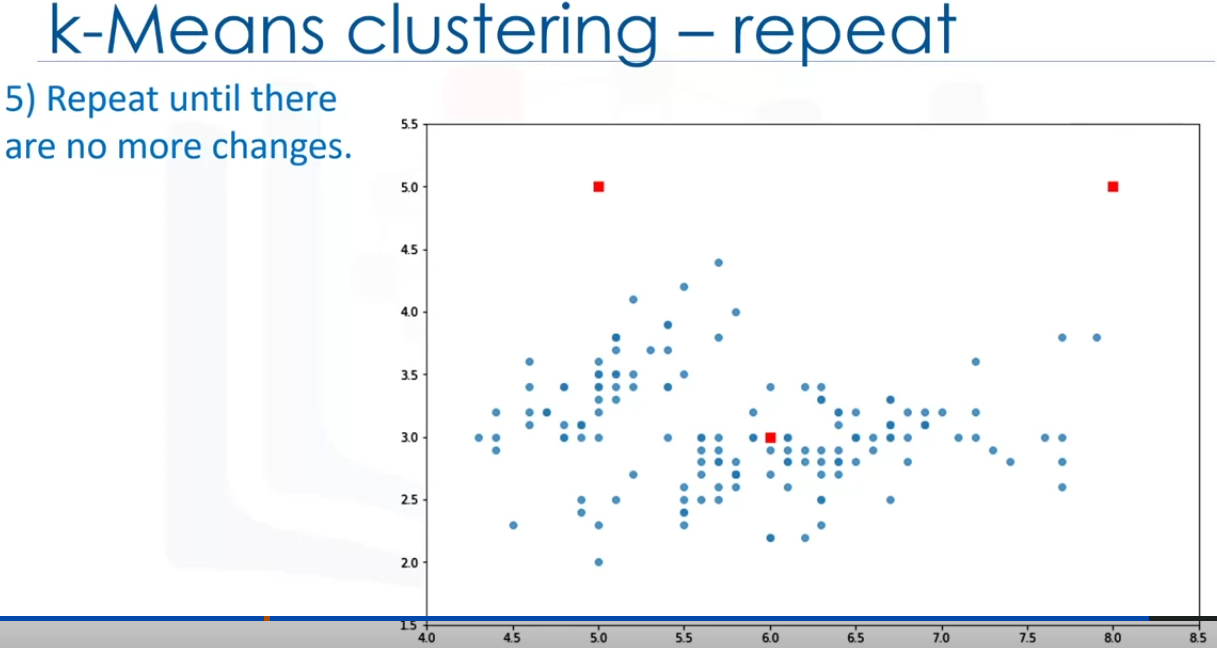 k-Means clustering – repeat
5) Repeat until there
are no more changes.
5.5
5.0
4.5
4.0
3.5
3.0
2.5
2.0
1.5
4.0 4.5 5.0 5.5 6.0 6.5 7.0 7.5 8.0 8.5